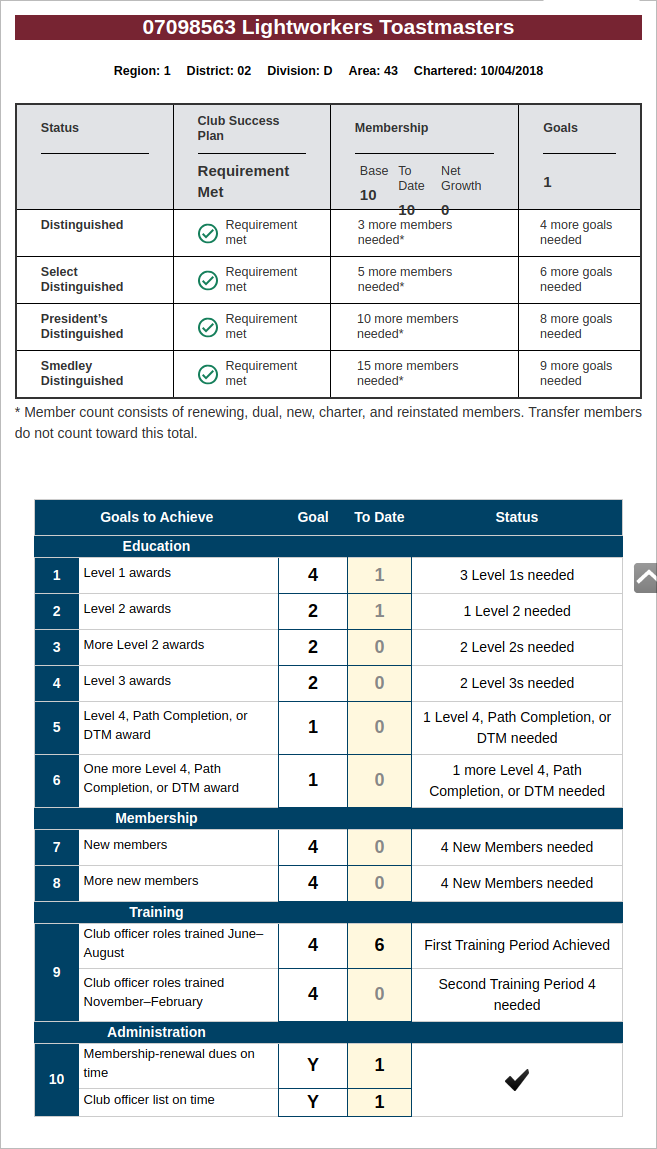 07098563 Lightworkers Toastmasters
Region: 1 District: 02 Division: D Area: 43 Chartered: 10/04/2018
Status
Club Success
Plan
Membership
Goals
Requirement
Met
Base To Net
Date Growth
10
10 0
1
Distinguished
Requirement
met
3 more members
needed*
4 more goals
needed
Select
Distinguished
Requirement
met
5 more members
needed*
6 more goals
needed
President’s
Distinguished
Requirement
met
10 more members
needed*
8 more goals
needed
Smedley
Distinguished
Requirement
met
15 more members
needed*
9 more goals
needed
* Member count consists of renewing, dual, new, charter, and reinstated members. Transfer members
do not count toward this total.
Goals to Achieve Goal To Date Status
Education
1 Level 1 awards 4 1 3 Level 1s needed
2 Level 2 awards 2 1 1 Level 2 needed
3 More Level 2 awards 2 0 2 Level 2s needed
4 Level 3 awards 2 0 2 Level 3s needed
5 Level 4, Path Completion, or
DTM award
1 0 1 Level 4, Path Completion, or
DTM needed
6 One more Level 4, Path
Completion, or DTM award
1 0 1 more Level 4, Path
Completion, or DTM needed
Membership
7 New members 4 0 4 New Members needed
8 More new members 4 0 4 New Members needed
Training
9 Club officer roles trained June–
August
4 6 First Training Period Achieved
Club officer roles trained
November–February
4 0 Second Training Period 4
needed
Administration
10 Membership-renewal dues on
time
Y 1
Club officer list on time Y 1